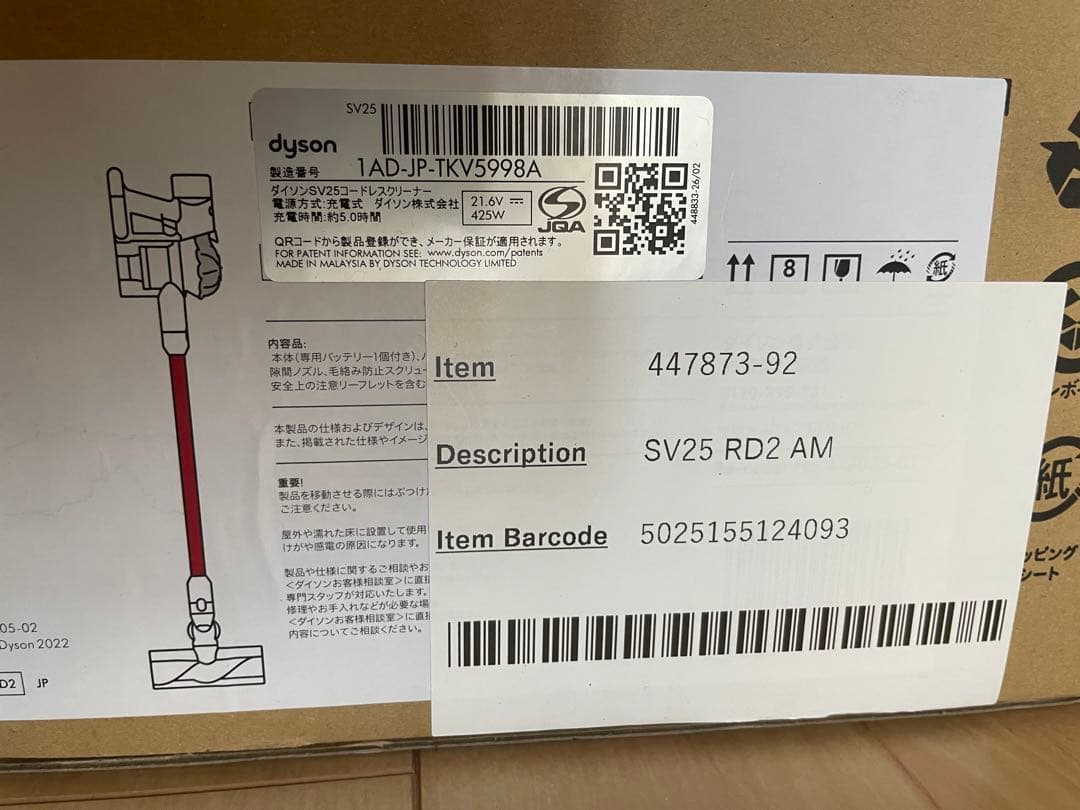 SV25
dyson
製造番号 1AD-JP-TKV5998A
ダイソンSV25コードレスクリーナー
電源方式:充電式 ダイソン株式会社
充電時間:約5.0時間
21.6V ⎓
425W
JQA
448833-26/02
QRコードから製品登録ができ、メーカー保証が適用されます。
FOR PATENT INFORMATION SEE: www.dyson.com/patents
MADE IN MALAYSIA BY DYSON TECHNOLOGY LIMITED
8
紙
内容品:
本体(専用バッテリー1個付き)、
隙間ノズル、毛絡み防止スクリュー
安全上の注意リーフレットを含む
本製品の仕様およびデザインは、
また、掲載された仕様やイメージ
重要!
製品を移動させる際にはぶつけ
ご注意ください。
屋外や濡れた床に設置して使用
けがや感電の原因になります。
製品や仕様に関するご相談やお
<ダイソンお客様相談室>に直接
専門スタッフが対応いたします。
修理やお手入れなどが必要な場
<ダイソンお客様相談室>に直接
内容についてご相談ください。
Item 447873-92
Description SV25 RD2 AM
Item Barcode 5025155124093
05-02
Dyson 2022
D2 JP
ンボー
紙
ッピング
シート